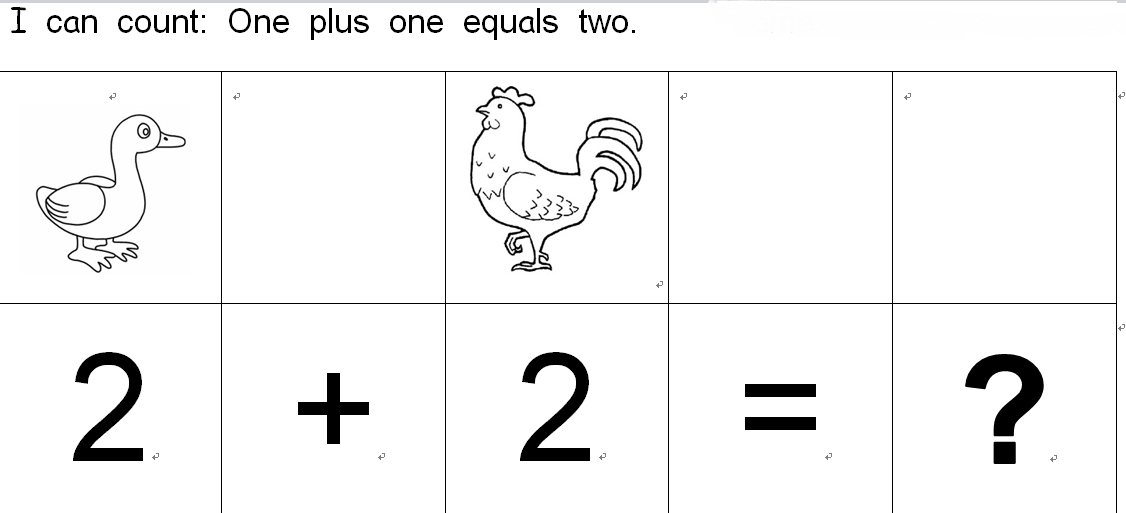 I can count: One plus one equals two.
2 + 2 = ?